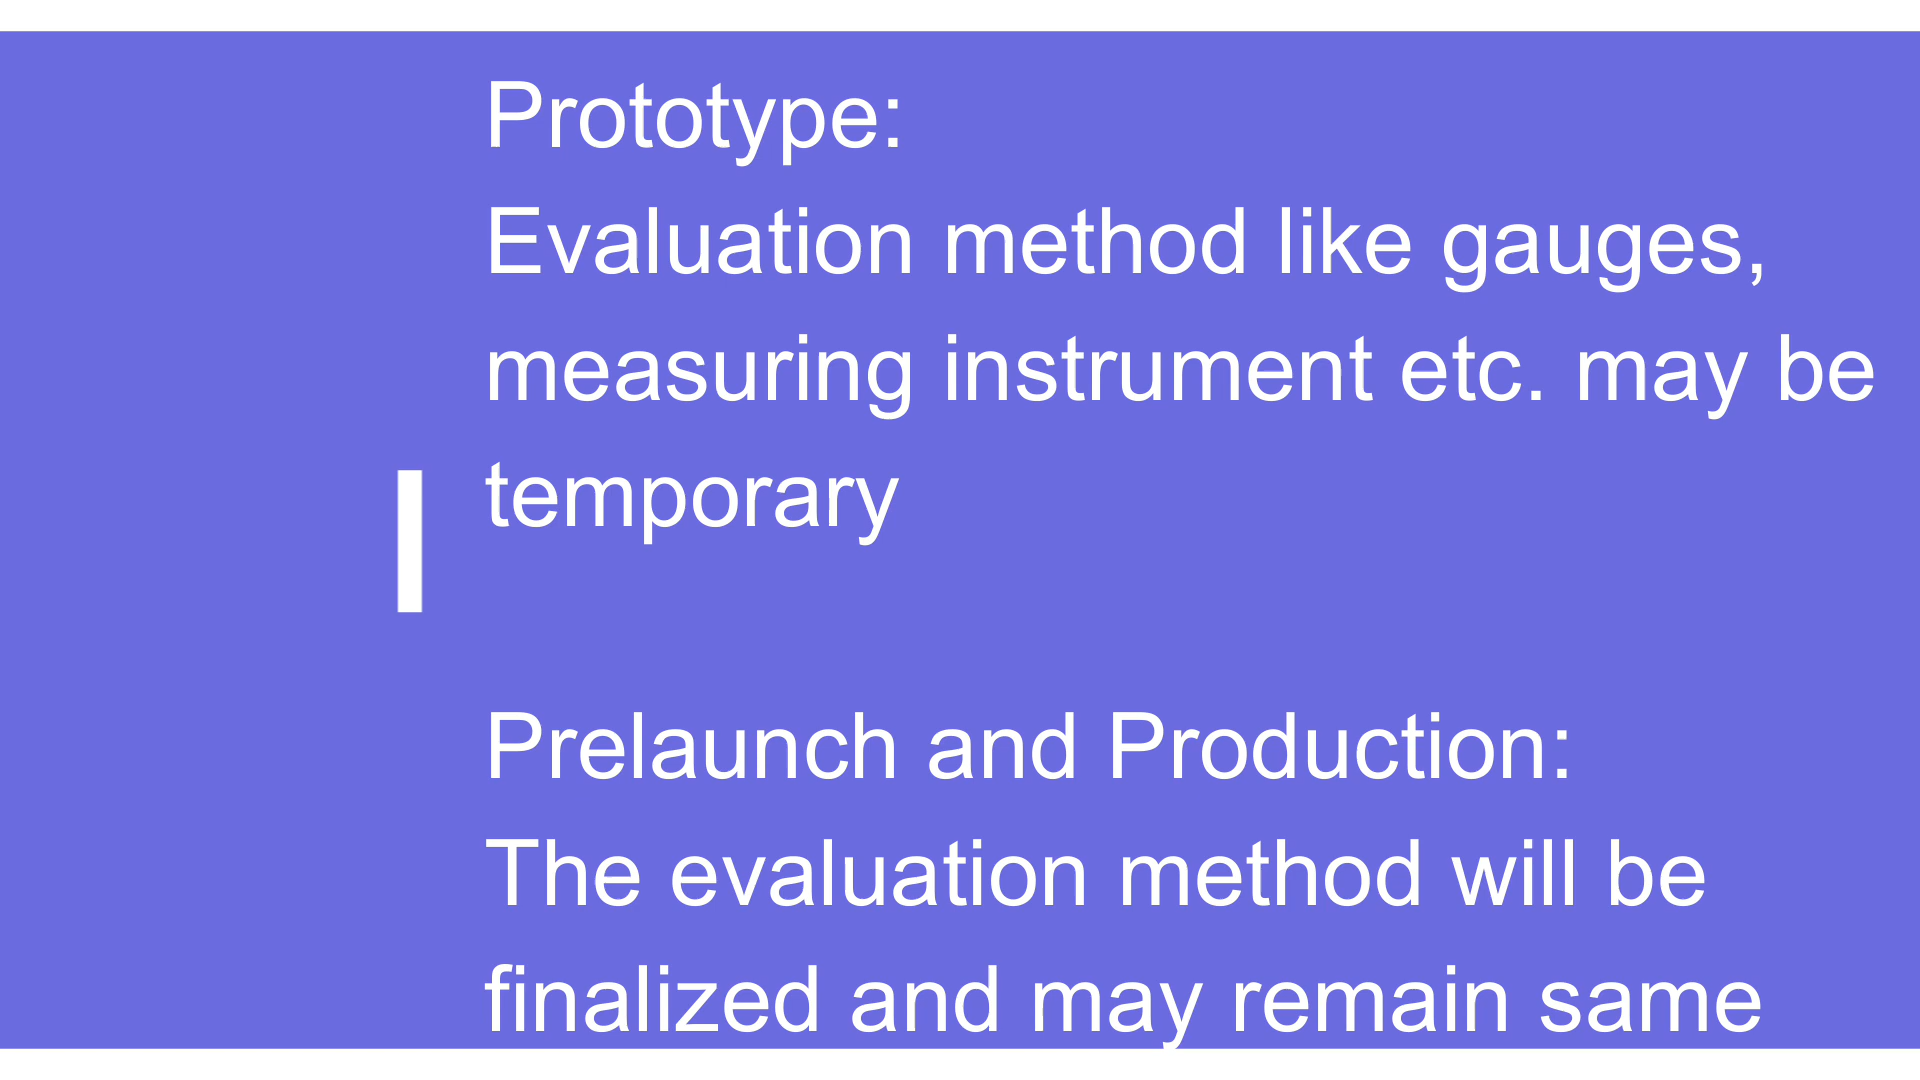 Prototype:
Evaluation method like gauges,
measuring instrument etc. may be
temporary
Prelaunch and Production:
The evaluation method will be
finalized and may remain same